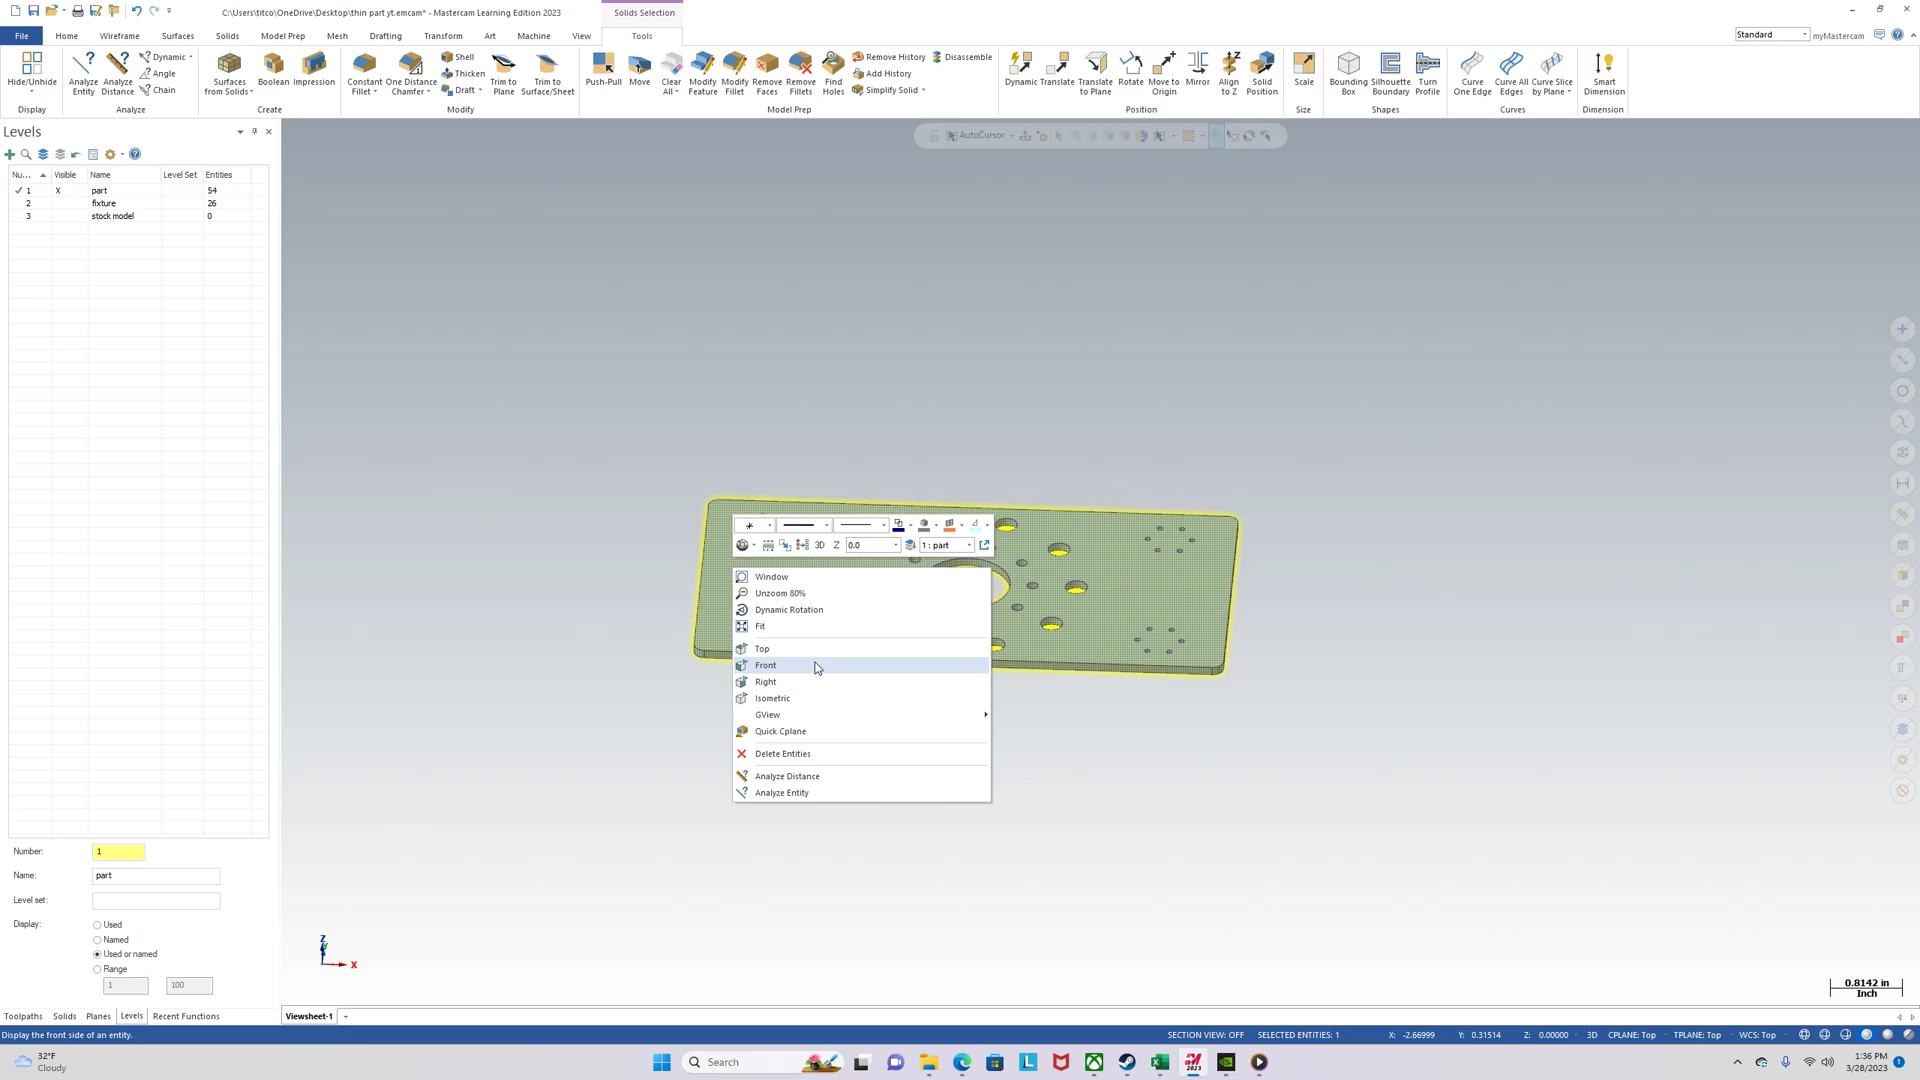 C:\Users\titco\OneDrive\Desktop\thin part yt.emcam* - Mastercam Learning Edition 2023
Solids Selection
File Home Wireframe Surfaces Solids Model Prep Mesh Drafting Transform Art Machine View Tools
Standard
myMastercam
Hide/Unhide
Display
Analyze Entity
Analyze Distance
Dynamic
Angle
Chain
Analyze
Surfaces from Solids
Boolean
Impression
Create
Constant Fillet
One Distance Chamfer
Shell
Thicken
Draft
Trim to Plane
Trim to Surface/Sheet
Modify
Push-Pull
Move
Clear All
Modify Feature
Modify Fillet
Remove Faces
Remove Fillets
Find Holes
Remove History
Add History
Simplify Solid
Disassemble
Model Prep
Dynamic
Translate
Translate to Plane
Rotate
Move to Origin
Mirror
Align to Z
Solid Position
Position
Scale
Size
Bounding Box
Silhouette Boundary
Turn Profile
Shapes
Curve One Edge
Curve All Edges
Curve Slice by Plane
Curves
Smart Dimension
Dimension
Levels
AutoCursor
Nu... Visible Name Level Set Entities
1 X part 54
2 fixture 26
3 stock model 0
3D Z 0.0 1 : part
Window
Unzoom 80%
Dynamic Rotation
Fit
Top
Front
Right
Isometric
GView
Quick Cplane
Delete Entities
Analyze Distance
Analyze Entity
Number: 1
Name: part
Level set:
Display: Used
Named
Used or named
Range
1 100
Z
X
0.8142 in
Inch
Toolpaths Solids Planes Levels Recent Functions
Viewsheet-1 +
Display the front side of an entity.
SECTION VIEW: OFF SELECTED ENTITIES: 1 X: -2.66999 Y: 0.31514 Z: 0.00000 3D CPLANE: Top TPLANE: Top WCS: Top
32°F
Cloudy
Search
1:36 PM
3/28/2023